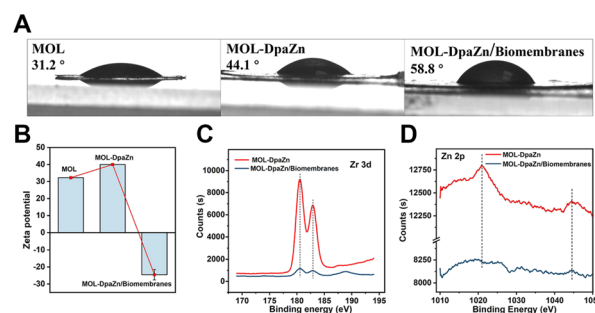 A
MOL
31.2 °
MOL-DpaZn
44.1 °
MOL-DpaZn/Biomembranes
58.8 °
B
Zeta potential
50
40
30
20
10
0
-10
-20
-30
MOL
MOL-DpaZn
MOL-DpaZn/Biomembranes
C
Counts (s)
10000
8000
6000
4000
2000
0
MOL-DpaZn
Zr 3d
MOL-DpaZn/Biomembranes
170 175 180 185 190 195
Binding energy (eV)
D
Zn 2p
Counts (s)
12750
12500
12250
8250
8000
MOL-DpaZn
MOL-DpaZn/Biomembranes
1010 1020 1030 1040 1050
Binding Energy (eV)